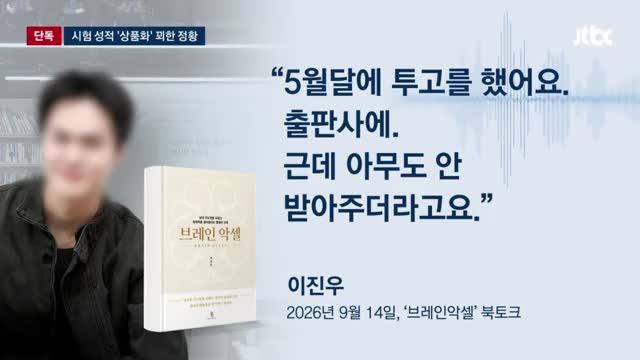 단독
시험 성적 '상품화' 꾀한 정황
jtbc
“5월달에 투고를 했어요.
출판사에.
근데 아무도 안
받아주더라고요.”
브레인 악셀
이진우
2026년 9월 14일, ‘브레인악셀’ 북토크